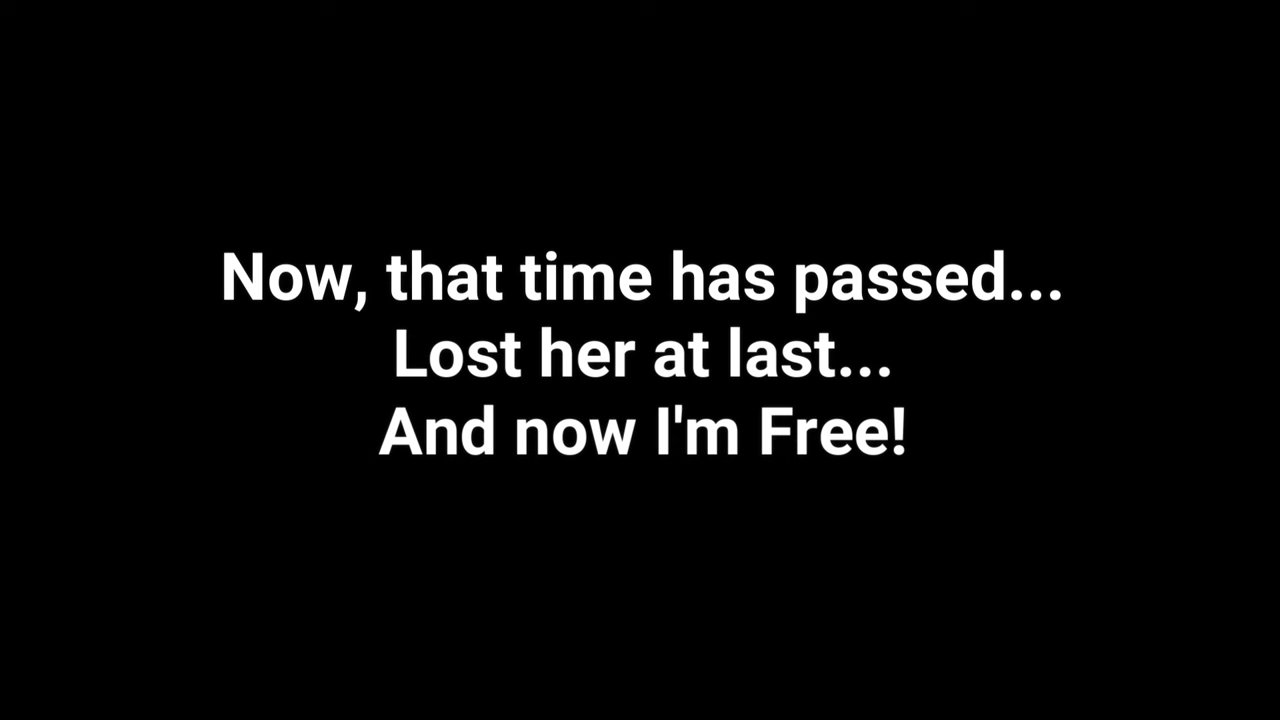 Now, that time has passed...
Lost her at last...
And now I'm Free!